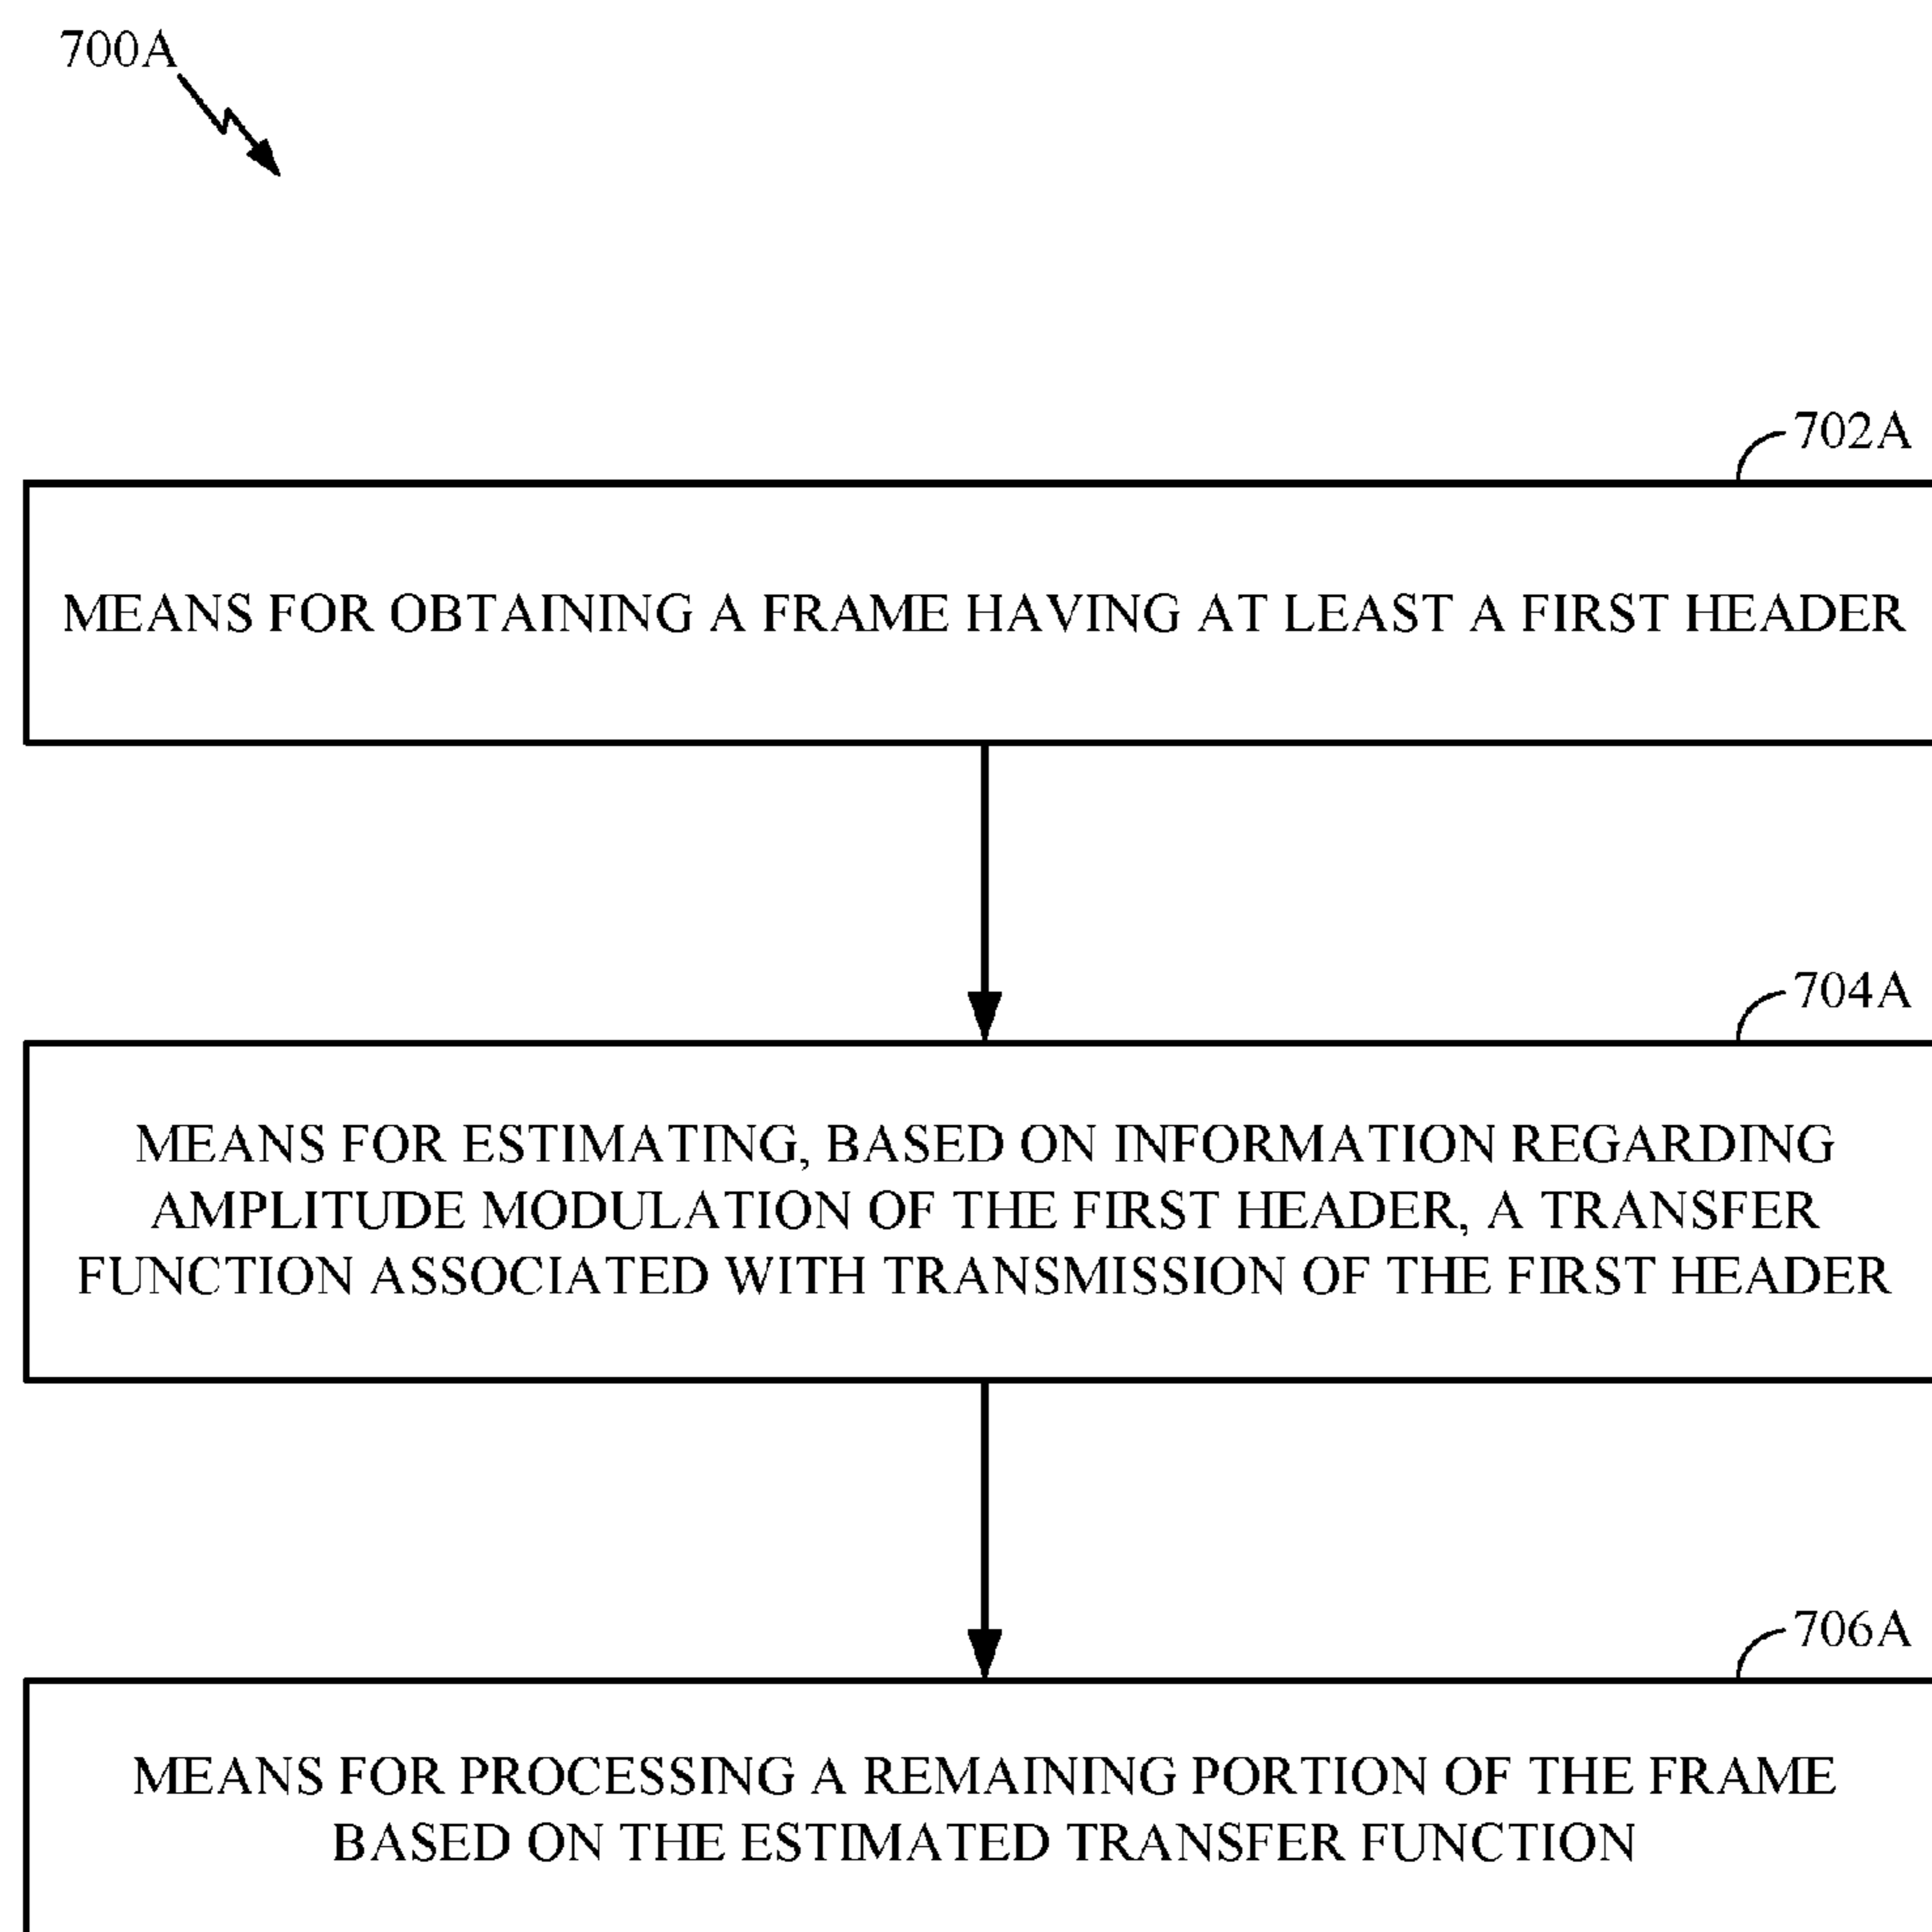 700A
702A
MEANS FOR OBTAINING A FRAME HAVING AT LEAST A FIRST HEADER
704A
MEANS FOR ESTIMATING, BASED ON INFORMATION REGARDING
AMPLITUDE MODULATION OF THE FIRST HEADER, A TRANSFER
FUNCTION ASSOCIATED WITH TRANSMISSION OF THE FIRST HEADER
706A
MEANS FOR PROCESSING A REMAINING PORTION OF THE FRAME
BASED ON THE ESTIMATED TRANSFER FUNCTION